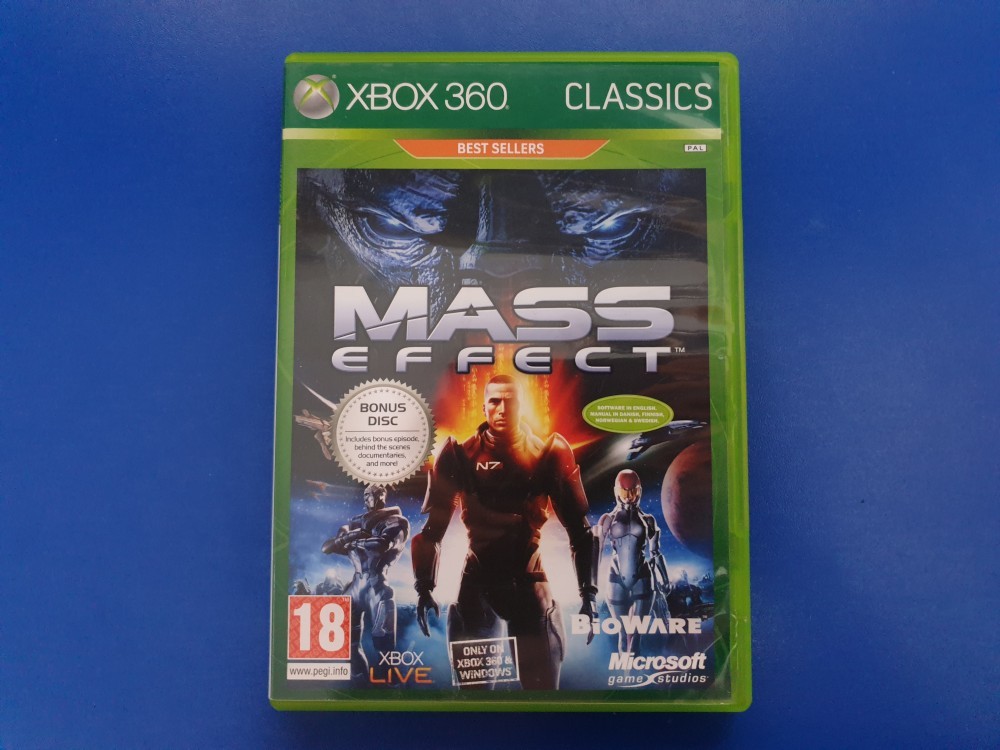 XBOX 360 CLASSICS
BEST SELLERS
PAL
MASS
EFFECT™
BONUS
DISC
Includes bonus episode,
behind the scenes
documentaries,
and more!
SOFTWARE IN ENGLISH.
MANUAL IN DANISH, FINNISH,
NORWEGIAN & SWEDISH.
N7
18
www.pegi.info
XBOX
LIVE
ONLY ON
XBOX 360 &
WINDOWS
BIOWARE
Microsoft
game studios